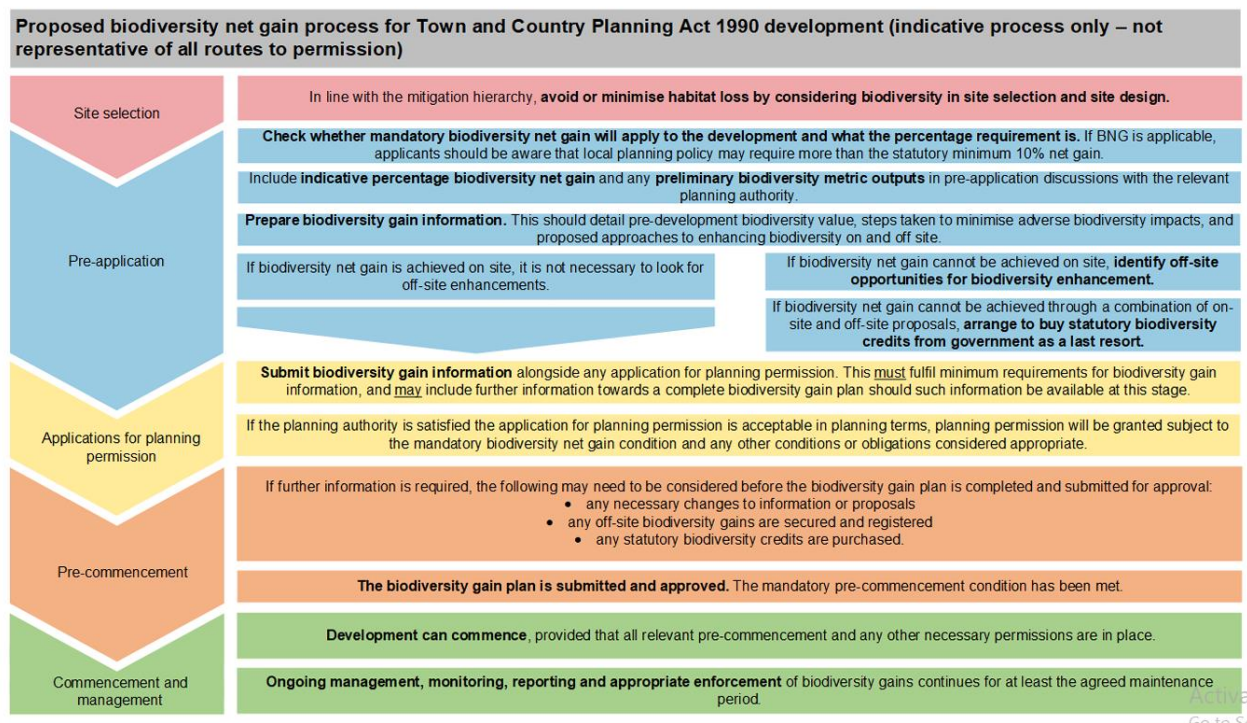 Proposed biodiversity net gain process for Town and Country Planning Act 1990 development (indicative process only – not
representative of all routes to permission)
Site selection
In line with the mitigation hierarchy, avoid or minimise habitat loss by considering biodiversity in site selection and site design.
Pre-application
Check whether mandatory biodiversity net gain will apply to the development and what the percentage requirement is. If BNG is applicable,
applicants should be aware that local planning policy may require more than the statutory minimum 10% net gain.
Include indicative percentage biodiversity net gain and any preliminary biodiversity metric outputs in pre-application discussions with the relevant
planning authority.
Prepare biodiversity gain information. This should detail pre-development biodiversity value, steps taken to minimise adverse biodiversity impacts, and
proposed approaches to enhancing biodiversity on and off site.
If biodiversity net gain is achieved on site, it is not necessary to look for
off-site enhancements.
If biodiversity net gain cannot be achieved on site, identify off-site
opportunities for biodiversity enhancement.
If biodiversity net gain cannot be achieved through a combination of on-
site and off-site proposals, arrange to buy statutory biodiversity
credits from government as a last resort.
Applications for planning
permission
Submit biodiversity gain information alongside any application for planning permission. This must fulfil minimum requirements for biodiversity gain
information, and may include further information towards a complete biodiversity gain plan should such information be available at this stage.
If the planning authority is satisfied the application for planning permission is acceptable in planning terms, planning permission will be granted subject to
the mandatory biodiversity net gain condition and any other conditions or obligations considered appropriate.
Pre-commencement
If further information is required, the following may need to be considered before the biodiversity gain plan is completed and submitted for approval:
• any necessary changes to information or proposals
• any off-site biodiversity gains are secured and registered
• any statutory biodiversity credits are purchased.
The biodiversity gain plan is submitted and approved. The mandatory pre-commencement condition has been met.
Commencement and
management
Development can commence, provided that all relevant pre-commencement and any other necessary permissions are in place.
Ongoing management, monitoring, reporting and appropriate enforcement of biodiversity gains continues for at least the agreed maintenance
period.